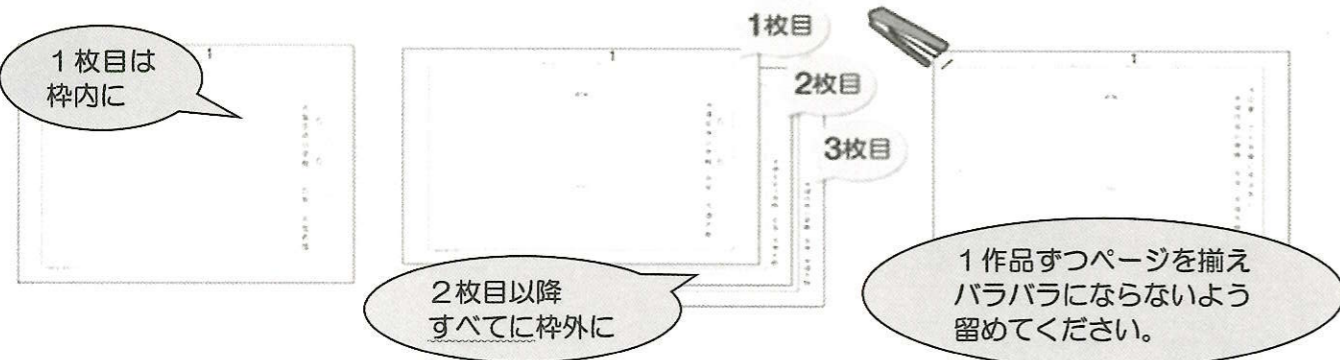 1枚目は
枠内に
1
1
1枚目
2枚目
3枚目
2枚目以降
すべてに枠外に
1
1作品ずつページを揃え
バラバラにならないよう
留めてください。